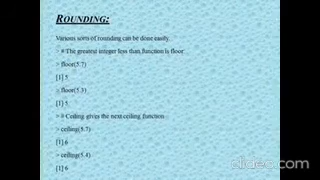 ROUNDING:
Various sorts of rounding can be done easily.
> # The greatest integer less than function is floor
> floor(5.7)
[1] 5
> floor(5.3)
[1] 5
> # Ceiling gives the next ceiling function
> ceiling(5.7)
[1] 6
> ceiling(5.4)
[1] 6
clideo.com